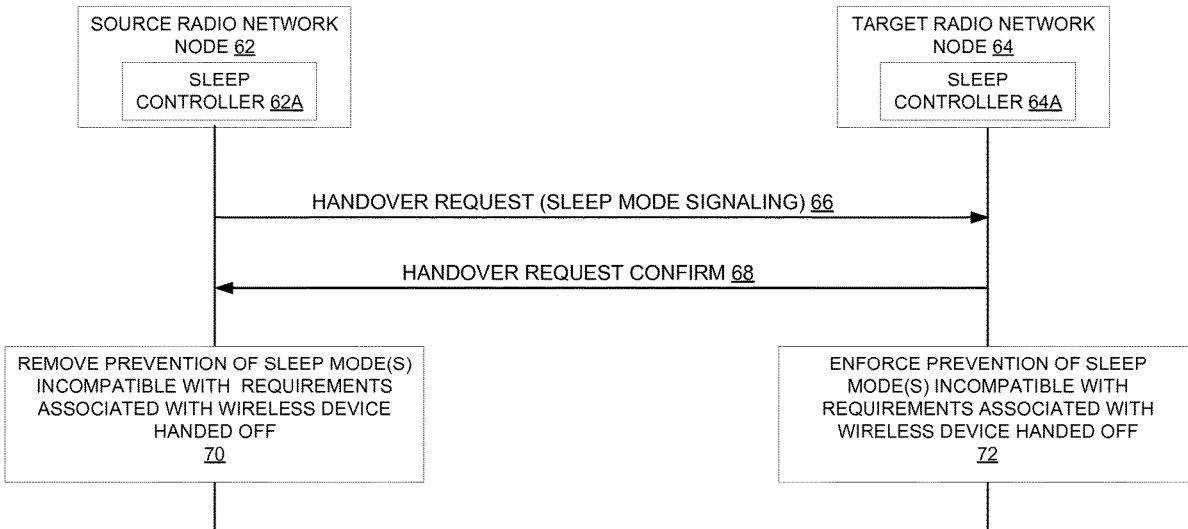 SOURCE RADIO NETWORK
NODE 62
SLEEP
CONTROLLER 62A
TARGET RADIO NETWORK
NODE 64
SLEEP
CONTROLLER 64A
HANDOVER REQUEST (SLEEP MODE SIGNALING) 66
HANDOVER REQUEST CONFIRM 68
REMOVE PREVENTION OF SLEEP MODE(S)
INCOMPATIBLE WITH REQUIREMENTS
ASSOCIATED WITH WIRELESS DEVICE
HANDED OFF
70
ENFORCE PREVENTION OF SLEEP
MODE(S) INCOMPATIBLE WITH
REQUIREMENTS ASSOCIATED WITH
WIRELESS DEVICE HANDED OFF
72